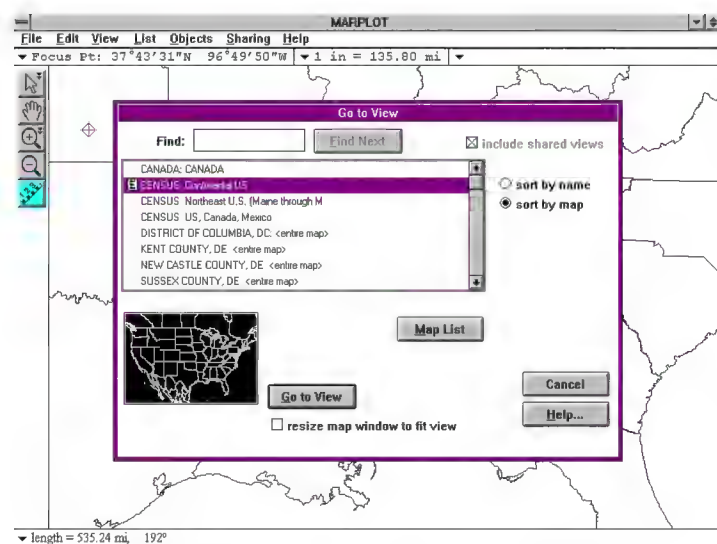 MARPLOT
File Edit View List Objects Sharing Help
Focus Pt: 37°43'31"N 96°49'50"W 1 in = 135.80 mi
Go to View
Find: Find Next include shared views
CANADA: CANADA
CENSUS Continental US
CENSUS Northeast U.S. (Maine through M
CENSUS US, Canada, Mexico
DISTRICT OF COLUMBIA, DC: <entire map>
KENT COUNTY, DE <entire map>
NEW CASTLE COUNTY, DE <entire map>
SUSSEX COUNTY, DE <entire map>
sort by name
sort by map
Map List
Go to View
Cancel
Help...
resize map window to fit view
length = 535.24 mi, 192°